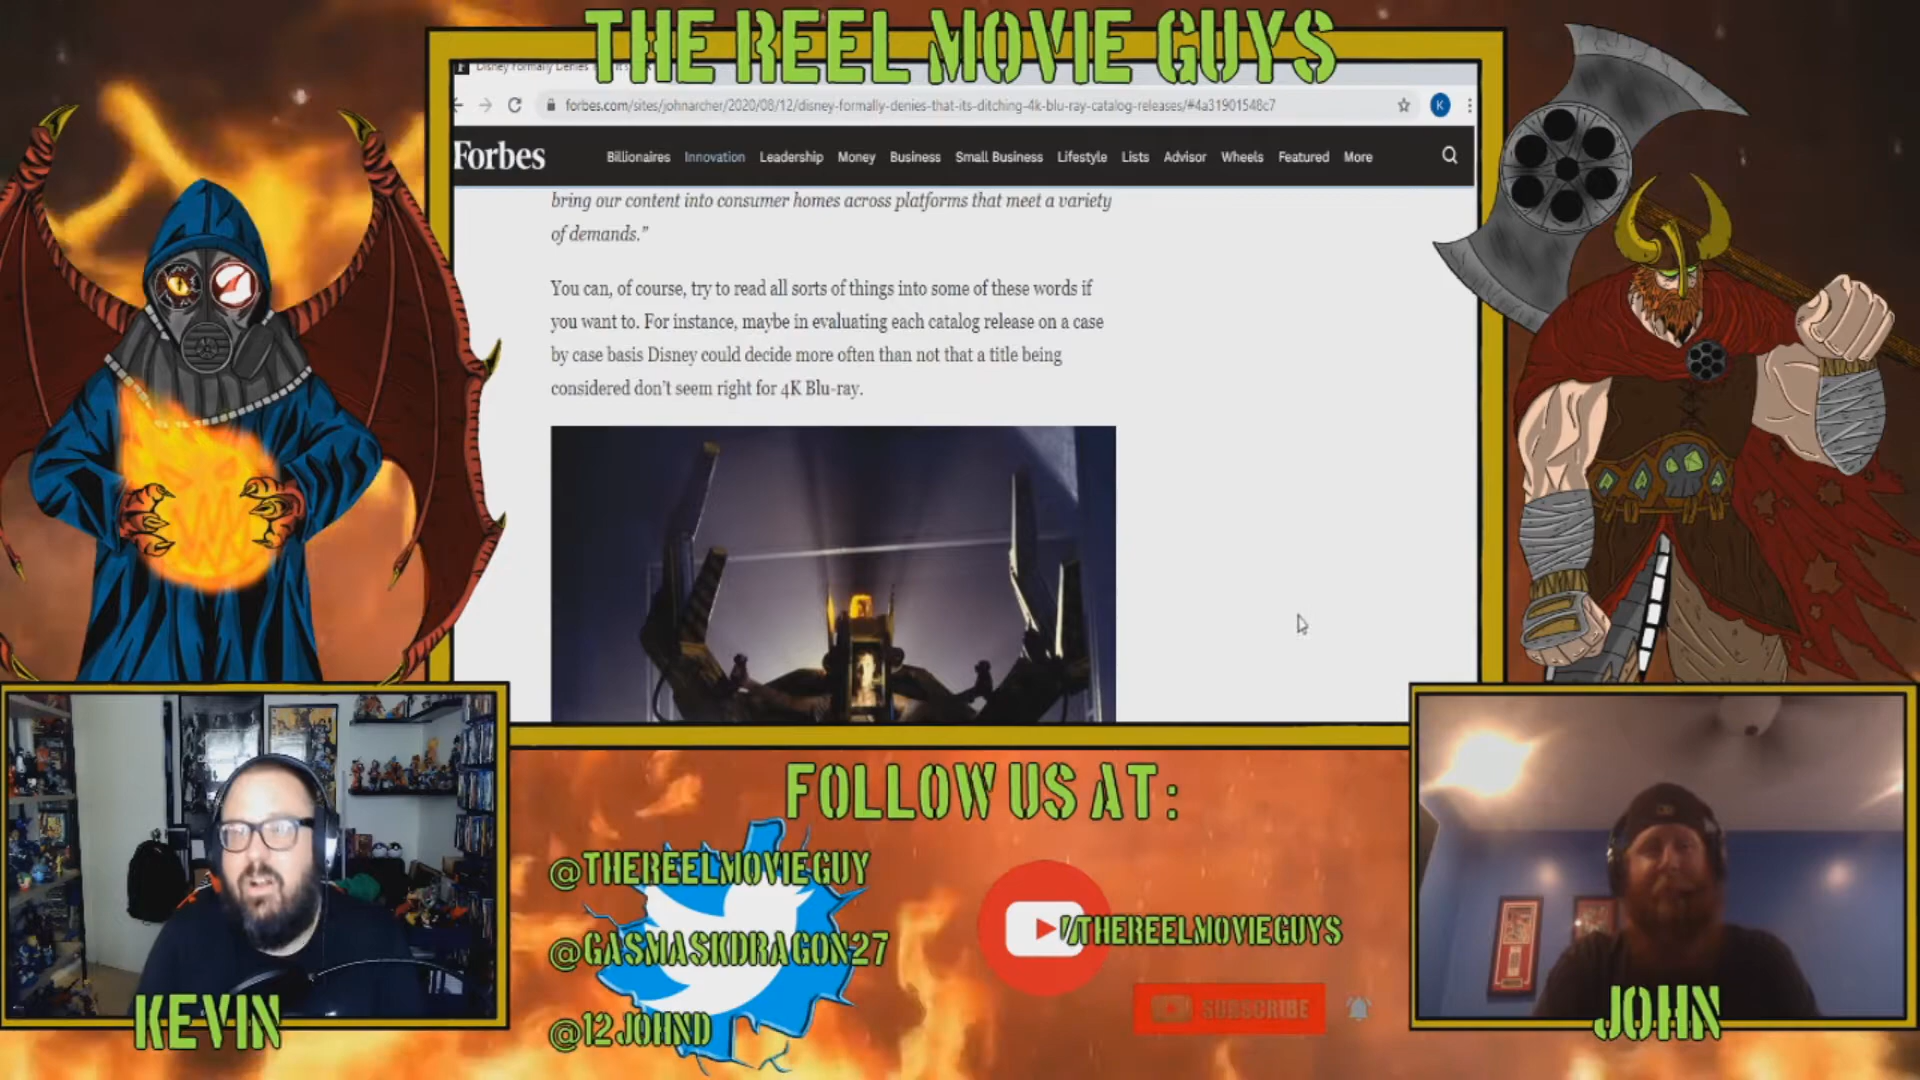 THE REEL MOVIE GUYS
Disney Formally Denies
forbes.com/sites/johnarcher/2020/08/12/disney-formally-denies-that-its-ditching-4k-blu-ray-catalog-releases/#4a31901548c7
K
Forbes
Billionaires Innovation Leadership Money Business Small Business Lifestyle Lists Advisor Wheels Featured More
bring our content into consumer homes across platforms that meet a variety
of demands.”
You can, of course, try to read all sorts of things into some of these words if
you want to. For instance, maybe in evaluating each catalog release on a case
by case basis Disney could decide more often than not that a title being
considered don’t seem right for 4K Blu-ray.
FOLLOW US AT:
@THEREELMOVIEGUY
@GASMASKDRAGON27
@12JOHND
/THEREELMOVIEGUYS
SUBSCRIBE
KEVIN
JOHN